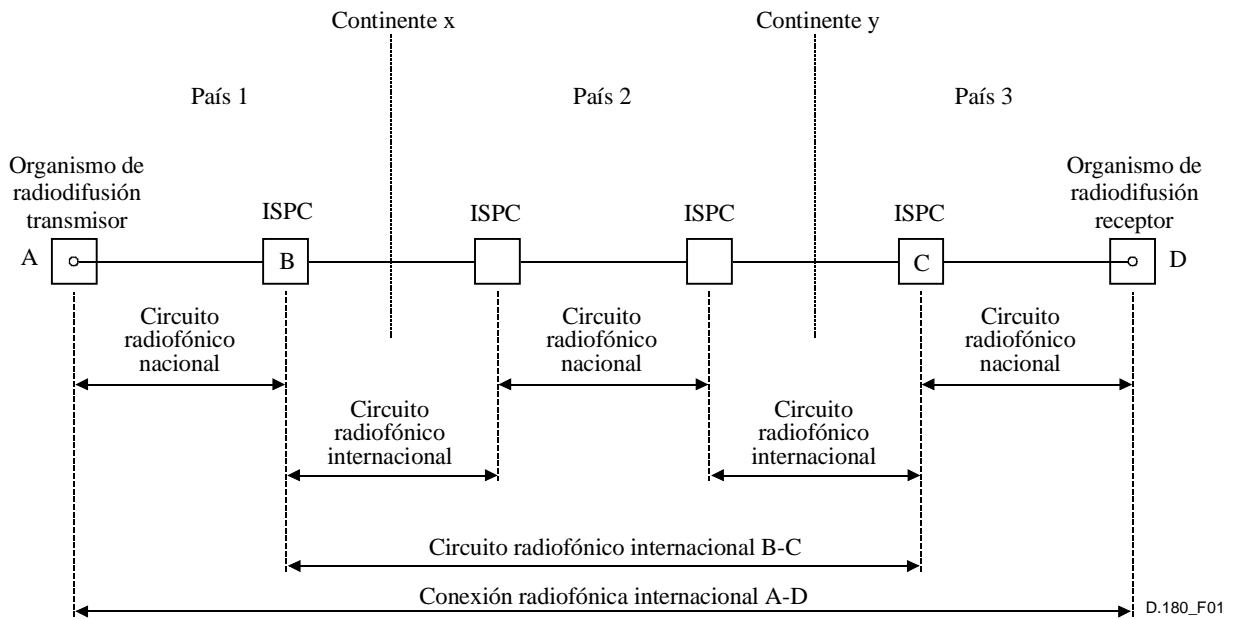 Continente x
Continente y
País 1
País 2
País 3
Organismo de
radiodifusión
transmisor
Organismo de
radiodifusión
receptor
ISPC
ISPC
ISPC
ISPC
A
B
C
D
Circuito
radiofónico
nacional
Circuito
radiofónico
nacional
Circuito
radiofónico
nacional
Circuito
radiofónico
internacional
Circuito
radiofónico
internacional
Circuito radiofónico internacional B-C
Conexión radiofónica internacional A-D
D.180_F01